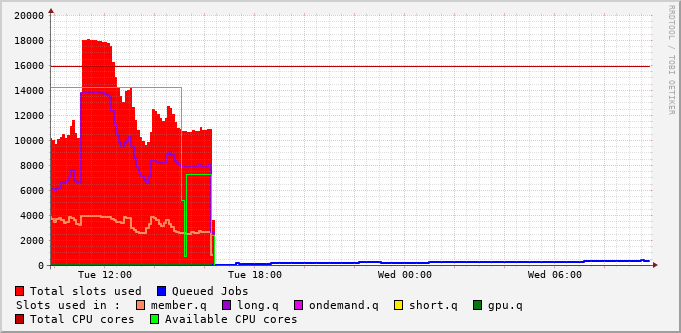 20000
18000
16000
14000
12000
10000
8000
6000
4000
2000
0
Tue 12:00 Tue 18:00 Wed 00:00 Wed 06:00
RRDTOOL / TOBI OETIKER
Total slots used Queued Jobs
Slots used in : member.q long.q ondemand.q short.q gpu.q
Total CPU cores Available CPU cores